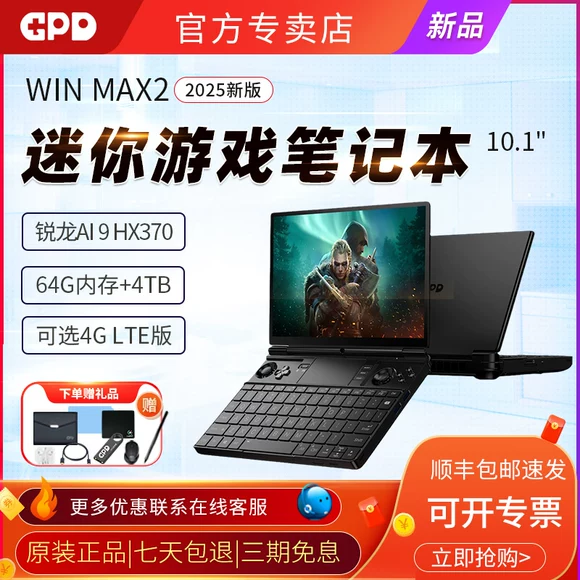 GPD
官方专卖店
新品
WIN MAX2
2025新版
迷你游戏笔记本
10.1"
锐龙AI 9 HX370
64G内存+4TB
可选4G LTE版
GPD
下单赠礼品
赠
GPD
更多优惠联系在线客服
顺丰包邮速发
可开专票
原装正品|七天包退|三期免息
立即抢购>